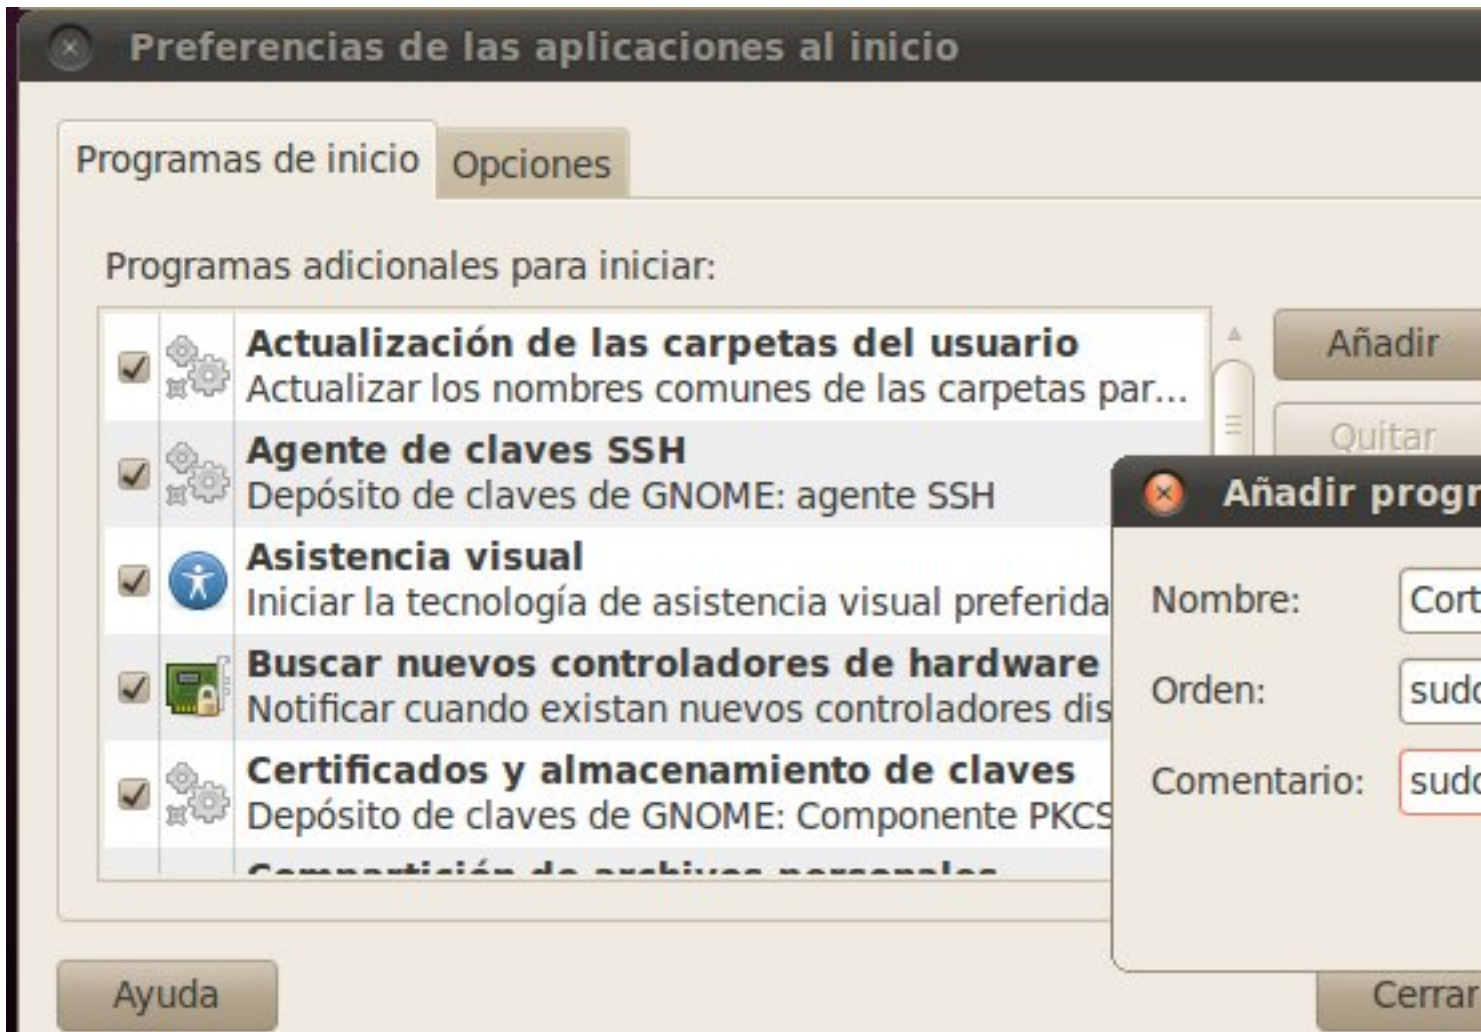 Preferencias de las aplicaciones al inicio
Programas de inicio
Opciones
Programas adicionales para iniciar:
Actualización de las carpetas del usuario
Actualizar los nombres comunes de las carpetas par...
Agente de claves SSH
Depósito de claves de GNOME: agente SSH
Asistencia visual
Iniciar la tecnología de asistencia visual preferida
Buscar nuevos controladores de hardware
Notificar cuando existan nuevos controladores dis
Certificados y almacenamiento de claves
Depósito de claves de GNOME: Componente PKCS
Compartición de archivos personales
Añadir
Quitar
Añadir progr
Nombre: Cort
Orden: sudo
Comentario: sudo
Ayuda
Cerrar